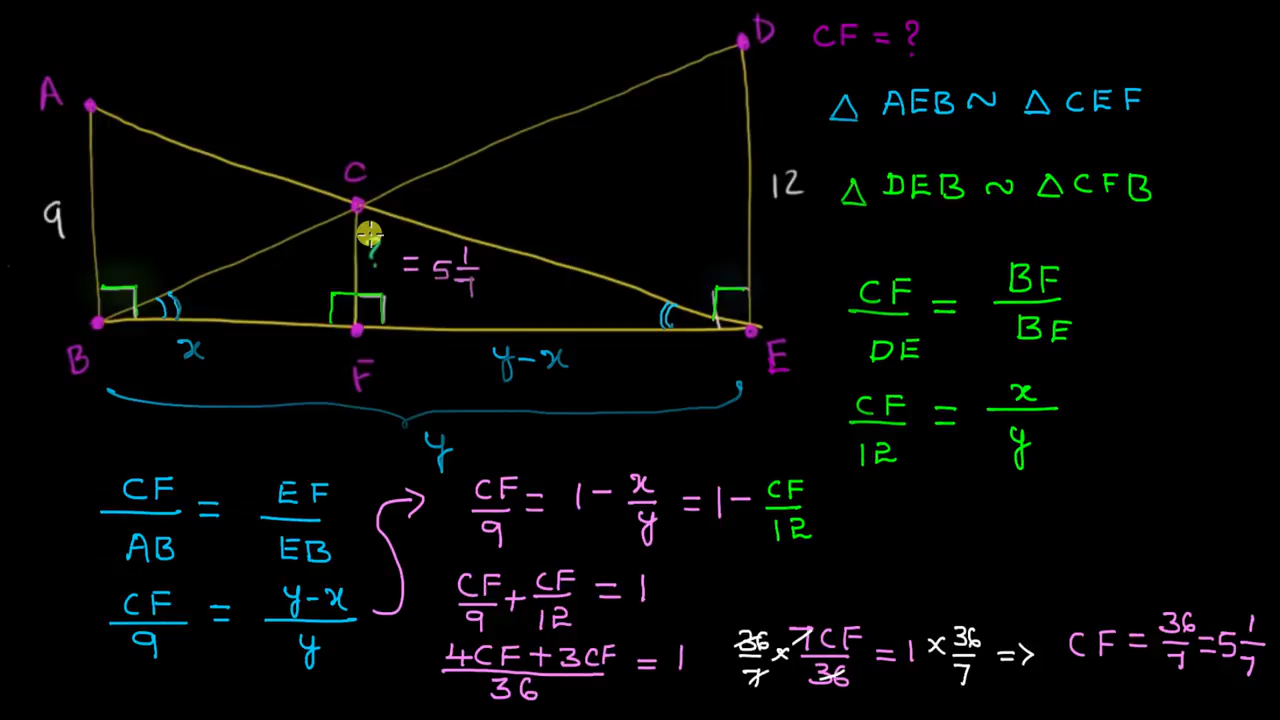 A
D
CF = ?
△ AEB ~ △ CEF
C
9
12
△ DEB ~ △ CFB
? = 5 1/7
CF/DE = BF/BE
B
x
F
y-x
E
y
CF/12 = x/y
CF/AB = EF/EB
CF/9 = 1 - x/y = 1 - CF/12
CF/9 = y-x/y
CF/9 + CF/12 = 1
4CF + 3CF/36 = 1
36/7 × 7CF/36 = 1 × 36/7 => CF = 36/7 = 5 1/7